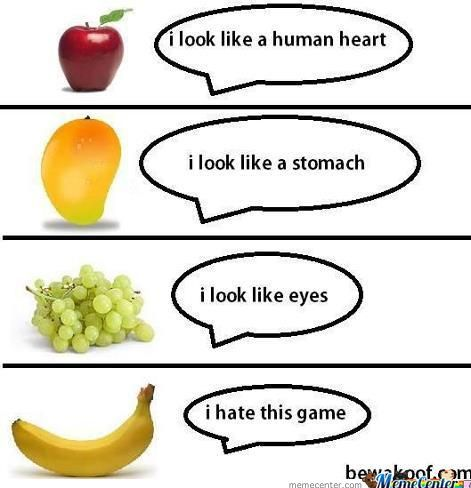 i look like a human heart
i look like a stomach
i look like eyes
i hate this game
bewakoof.com
memecenter.com MemeCenter